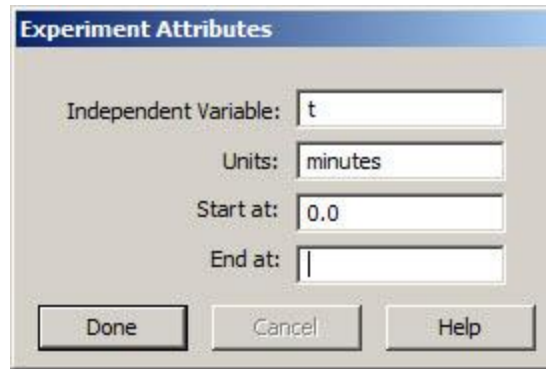 Experiment Attributes
Independent Variable: t
Units: minutes
Start at: 0.0
End at:
Done Cancel Help